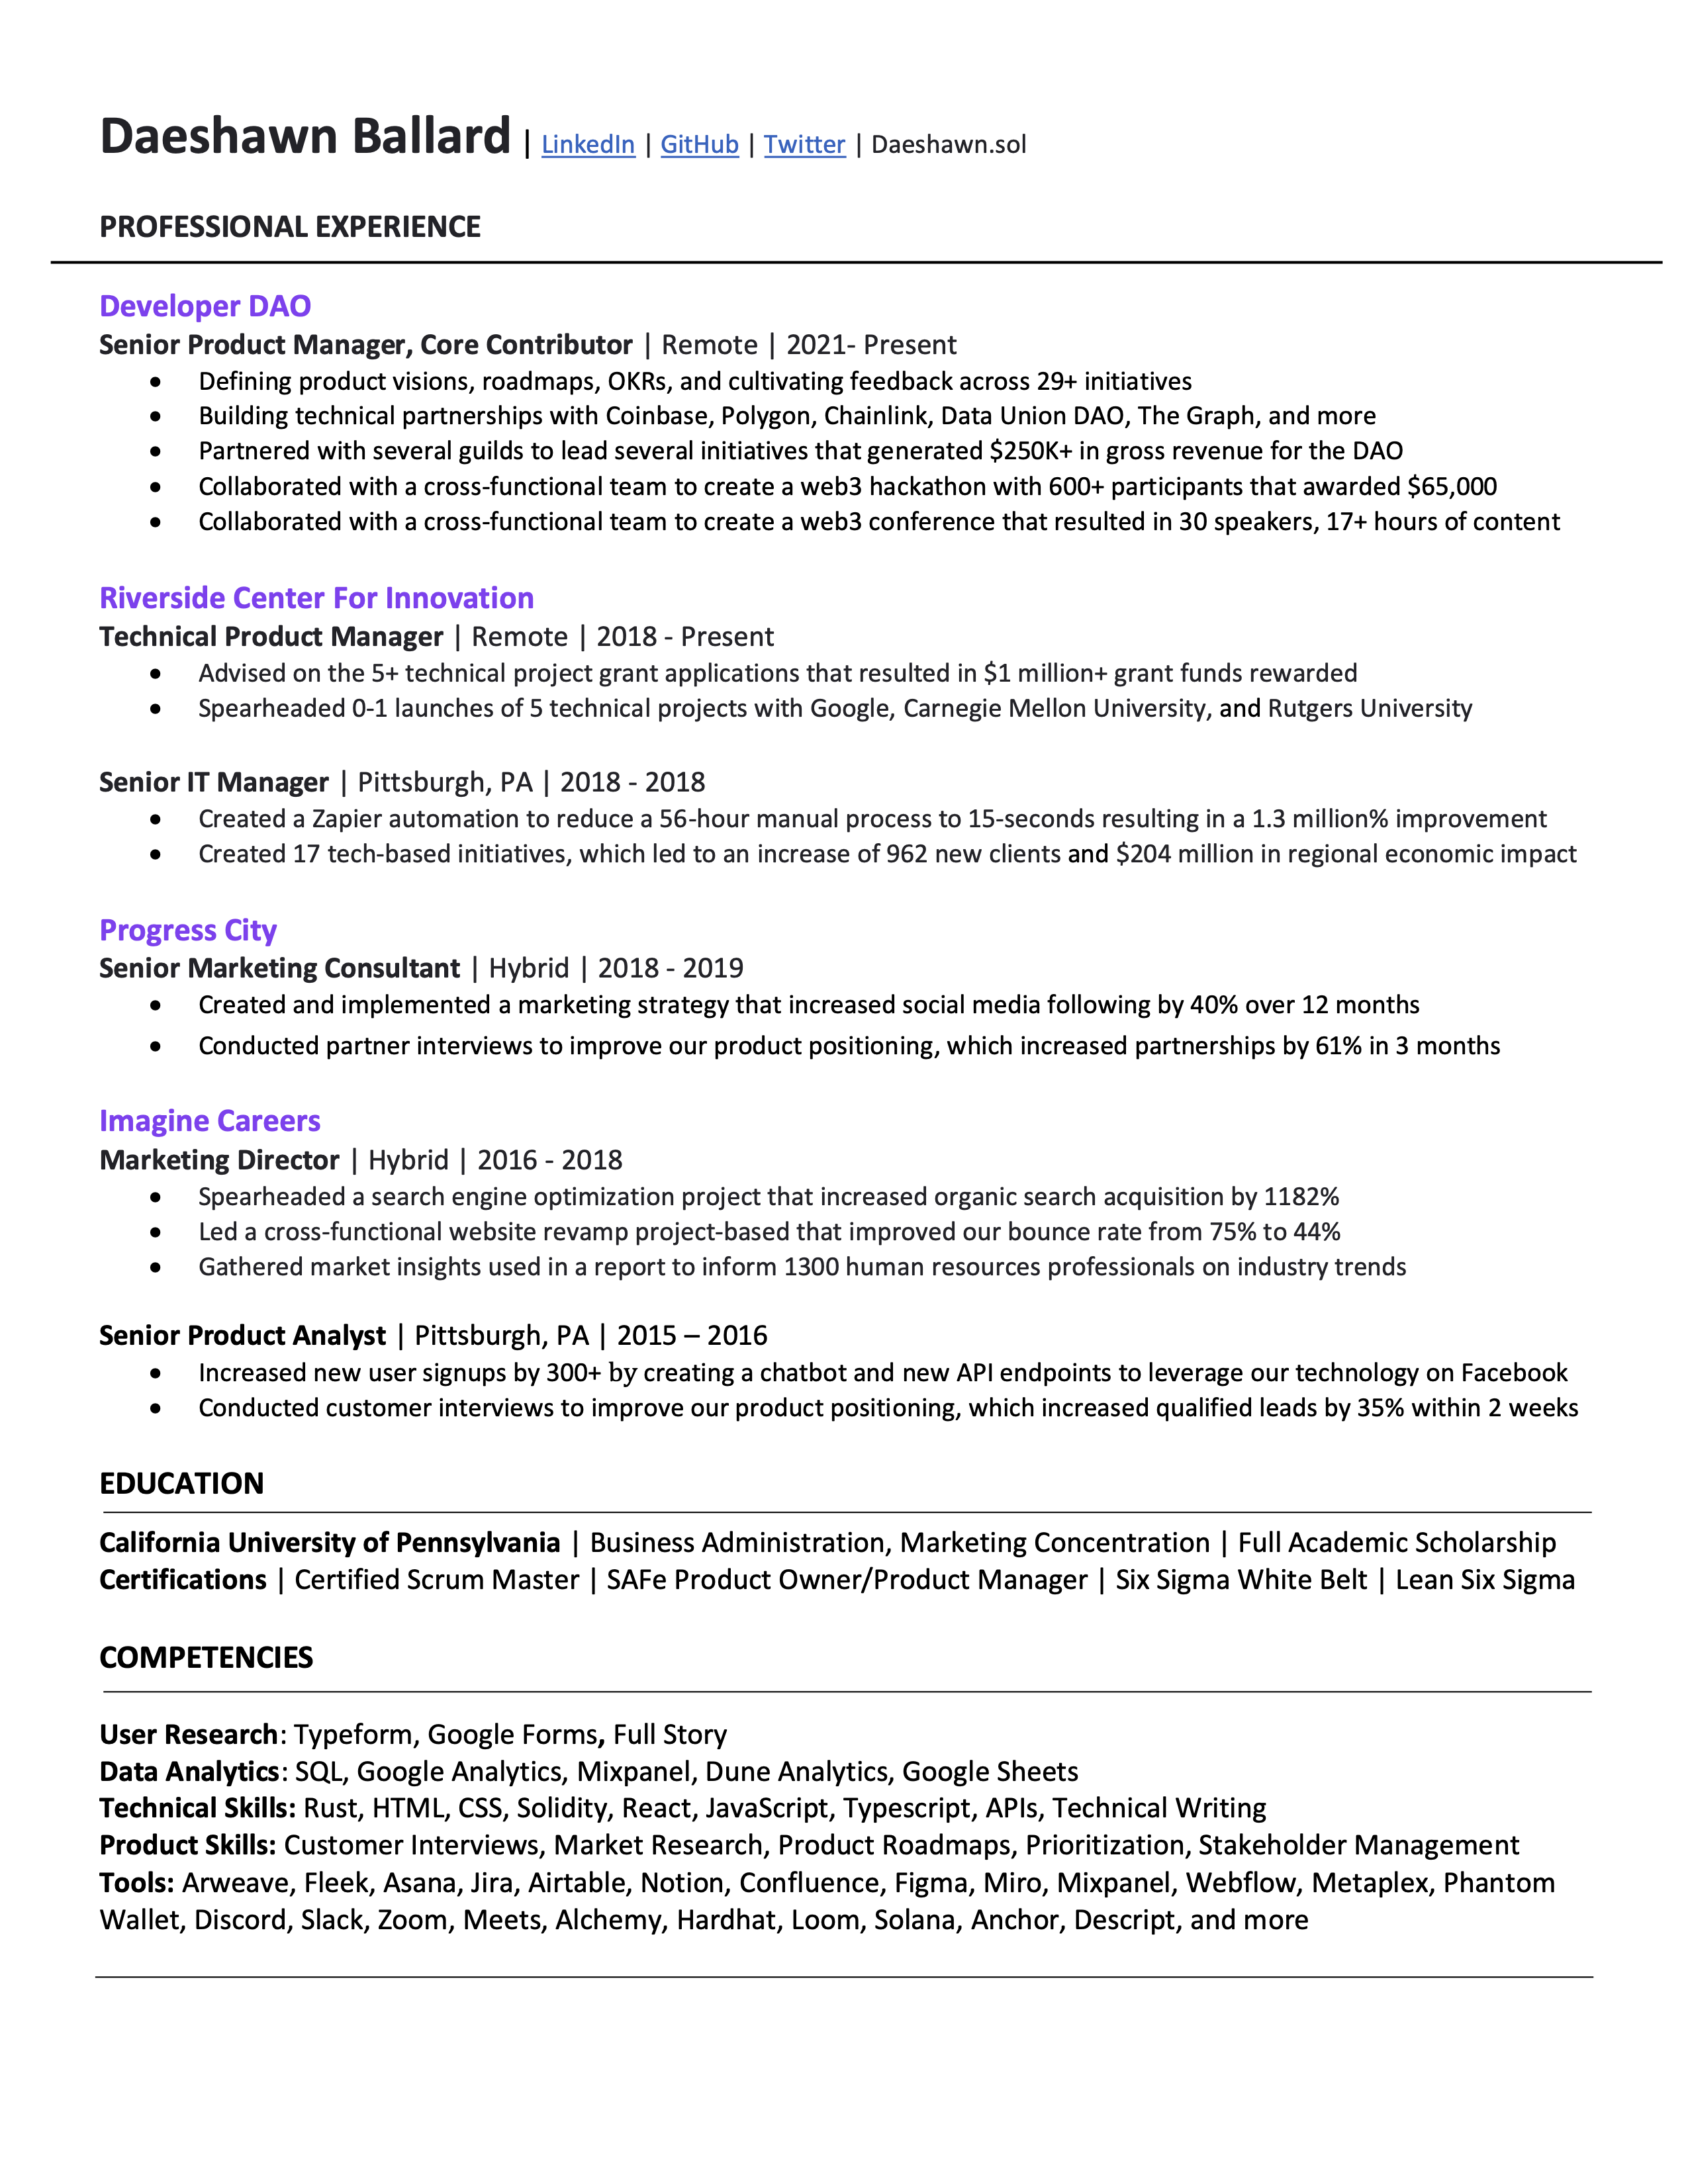 Daeshawn Ballard | LinkedIn | GitHub | Twitter | Daeshawn.sol
PROFESSIONAL EXPERIENCE
Developer DAO
Senior Product Manager, Core Contributor | Remote | 2021- Present
• Defining product visions, roadmaps, OKRs, and cultivating feedback across 29+ initiatives
• Building technical partnerships with Coinbase, Polygon, Chainlink, Data Union DAO, The Graph, and more
• Partnered with several guilds to lead several initiatives that generated $250K+ in gross revenue for the DAO
• Collaborated with a cross-functional team to create a web3 hackathon with 600+ participants that awarded $65,000
• Collaborated with a cross-functional team to create a web3 conference that resulted in 30 speakers, 17+ hours of content
Riverside Center For Innovation
Technical Product Manager | Remote | 2018 - Present
• Advised on the 5+ technical project grant applications that resulted in $1 million+ grant funds rewarded
• Spearheaded 0-1 launches of 5 technical projects with Google, Carnegie Mellon University, and Rutgers University
Senior IT Manager | Pittsburgh, PA | 2018 - 2018
• Created a Zapier automation to reduce a 56-hour manual process to 15-seconds resulting in a 1.3 million% improvement
• Created 17 tech-based initiatives, which led to an increase of 962 new clients and $204 million in regional economic impact
Progress City
Senior Marketing Consultant | Hybrid | 2018 - 2019
• Created and implemented a marketing strategy that increased social media following by 40% over 12 months
• Conducted partner interviews to improve our product positioning, which increased partnerships by 61% in 3 months
Imagine Careers
Marketing Director | Hybrid | 2016 - 2018
• Spearheaded a search engine optimization project that increased organic search acquisition by 1182%
• Led a cross-functional website revamp project-based that improved our bounce rate from 75% to 44%
• Gathered market insights used in a report to inform 1300 human resources professionals on industry trends
Senior Product Analyst | Pittsburgh, PA | 2015 – 2016
• Increased new user signups by 300+ by creating a chatbot and new API endpoints to leverage our technology on Facebook
• Conducted customer interviews to improve our product positioning, which increased qualified leads by 35% within 2 weeks
EDUCATION
California University of Pennsylvania | Business Administration, Marketing Concentration | Full Academic Scholarship
Certifications | Certified Scrum Master | SAFe Product Owner/Product Manager | Six Sigma White Belt | Lean Six Sigma
COMPETENCIES
User Research: Typeform, Google Forms, Full Story
Data Analytics: SQL, Google Analytics, Mixpanel, Dune Analytics, Google Sheets
Technical Skills: Rust, HTML, CSS, Solidity, React, JavaScript, Typescript, APIs, Technical Writing
Product Skills: Customer Interviews, Market Research, Product Roadmaps, Prioritization, Stakeholder Management
Tools: Arweave, Fleek, Asana, Jira, Airtable, Notion, Confluence, Figma, Miro, Mixpanel, Webflow, Metaplex, Phantom
Wallet, Discord, Slack, Zoom, Meets, Alchemy, Hardhat, Loom, Solana, Anchor, Descript, and more